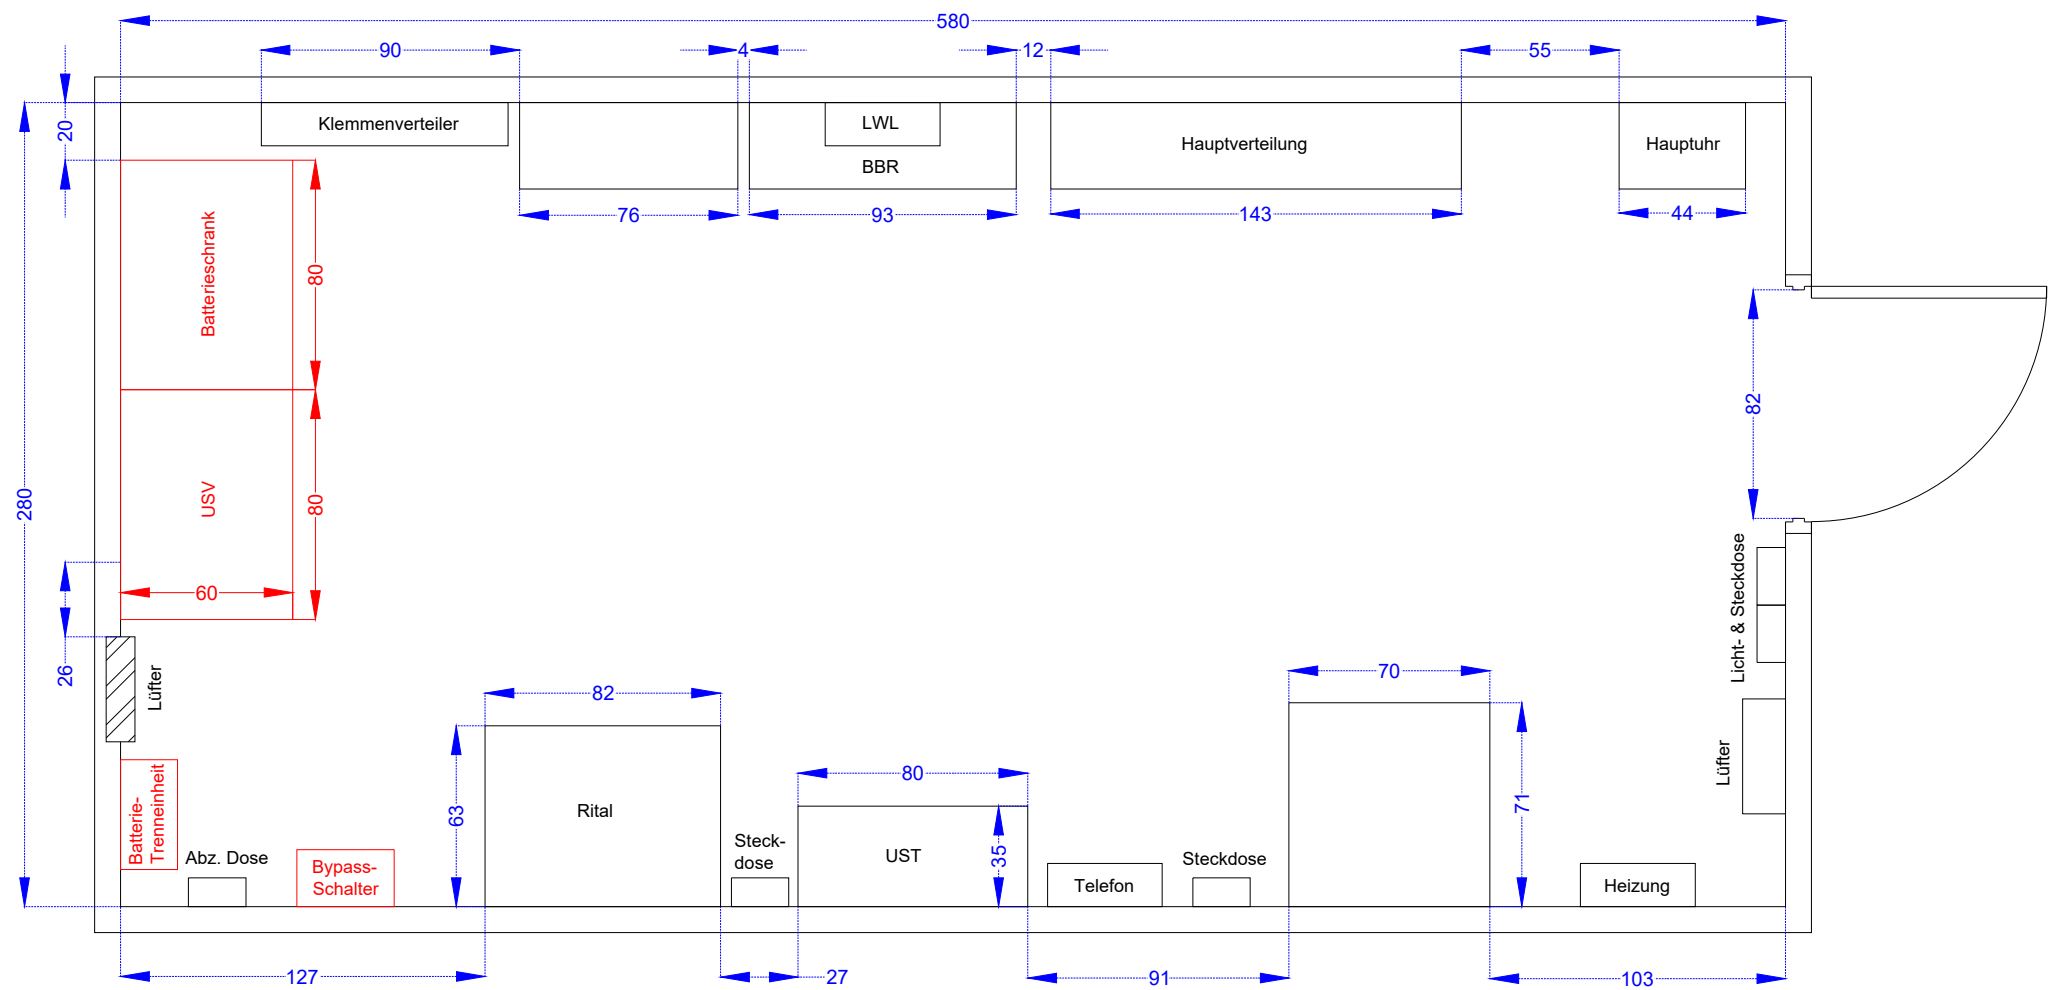 580
90
4
12
55
20
Klemmenverteiler
LWL
BBR
Hauptverteilung
Hauptuhr
76
93
143
44
Batterieschrank
80
82
280
USV
80
60
26
Lüfter
Licht- & Steckdose
82
70
63
Rital
80
71
Lüfter
Batterie-
Trenneinheit
Abz. Dose
Bypass-
Schalter
Steck-
dose
UST
35
Telefon
Steckdose
Heizung
127
27
91
103